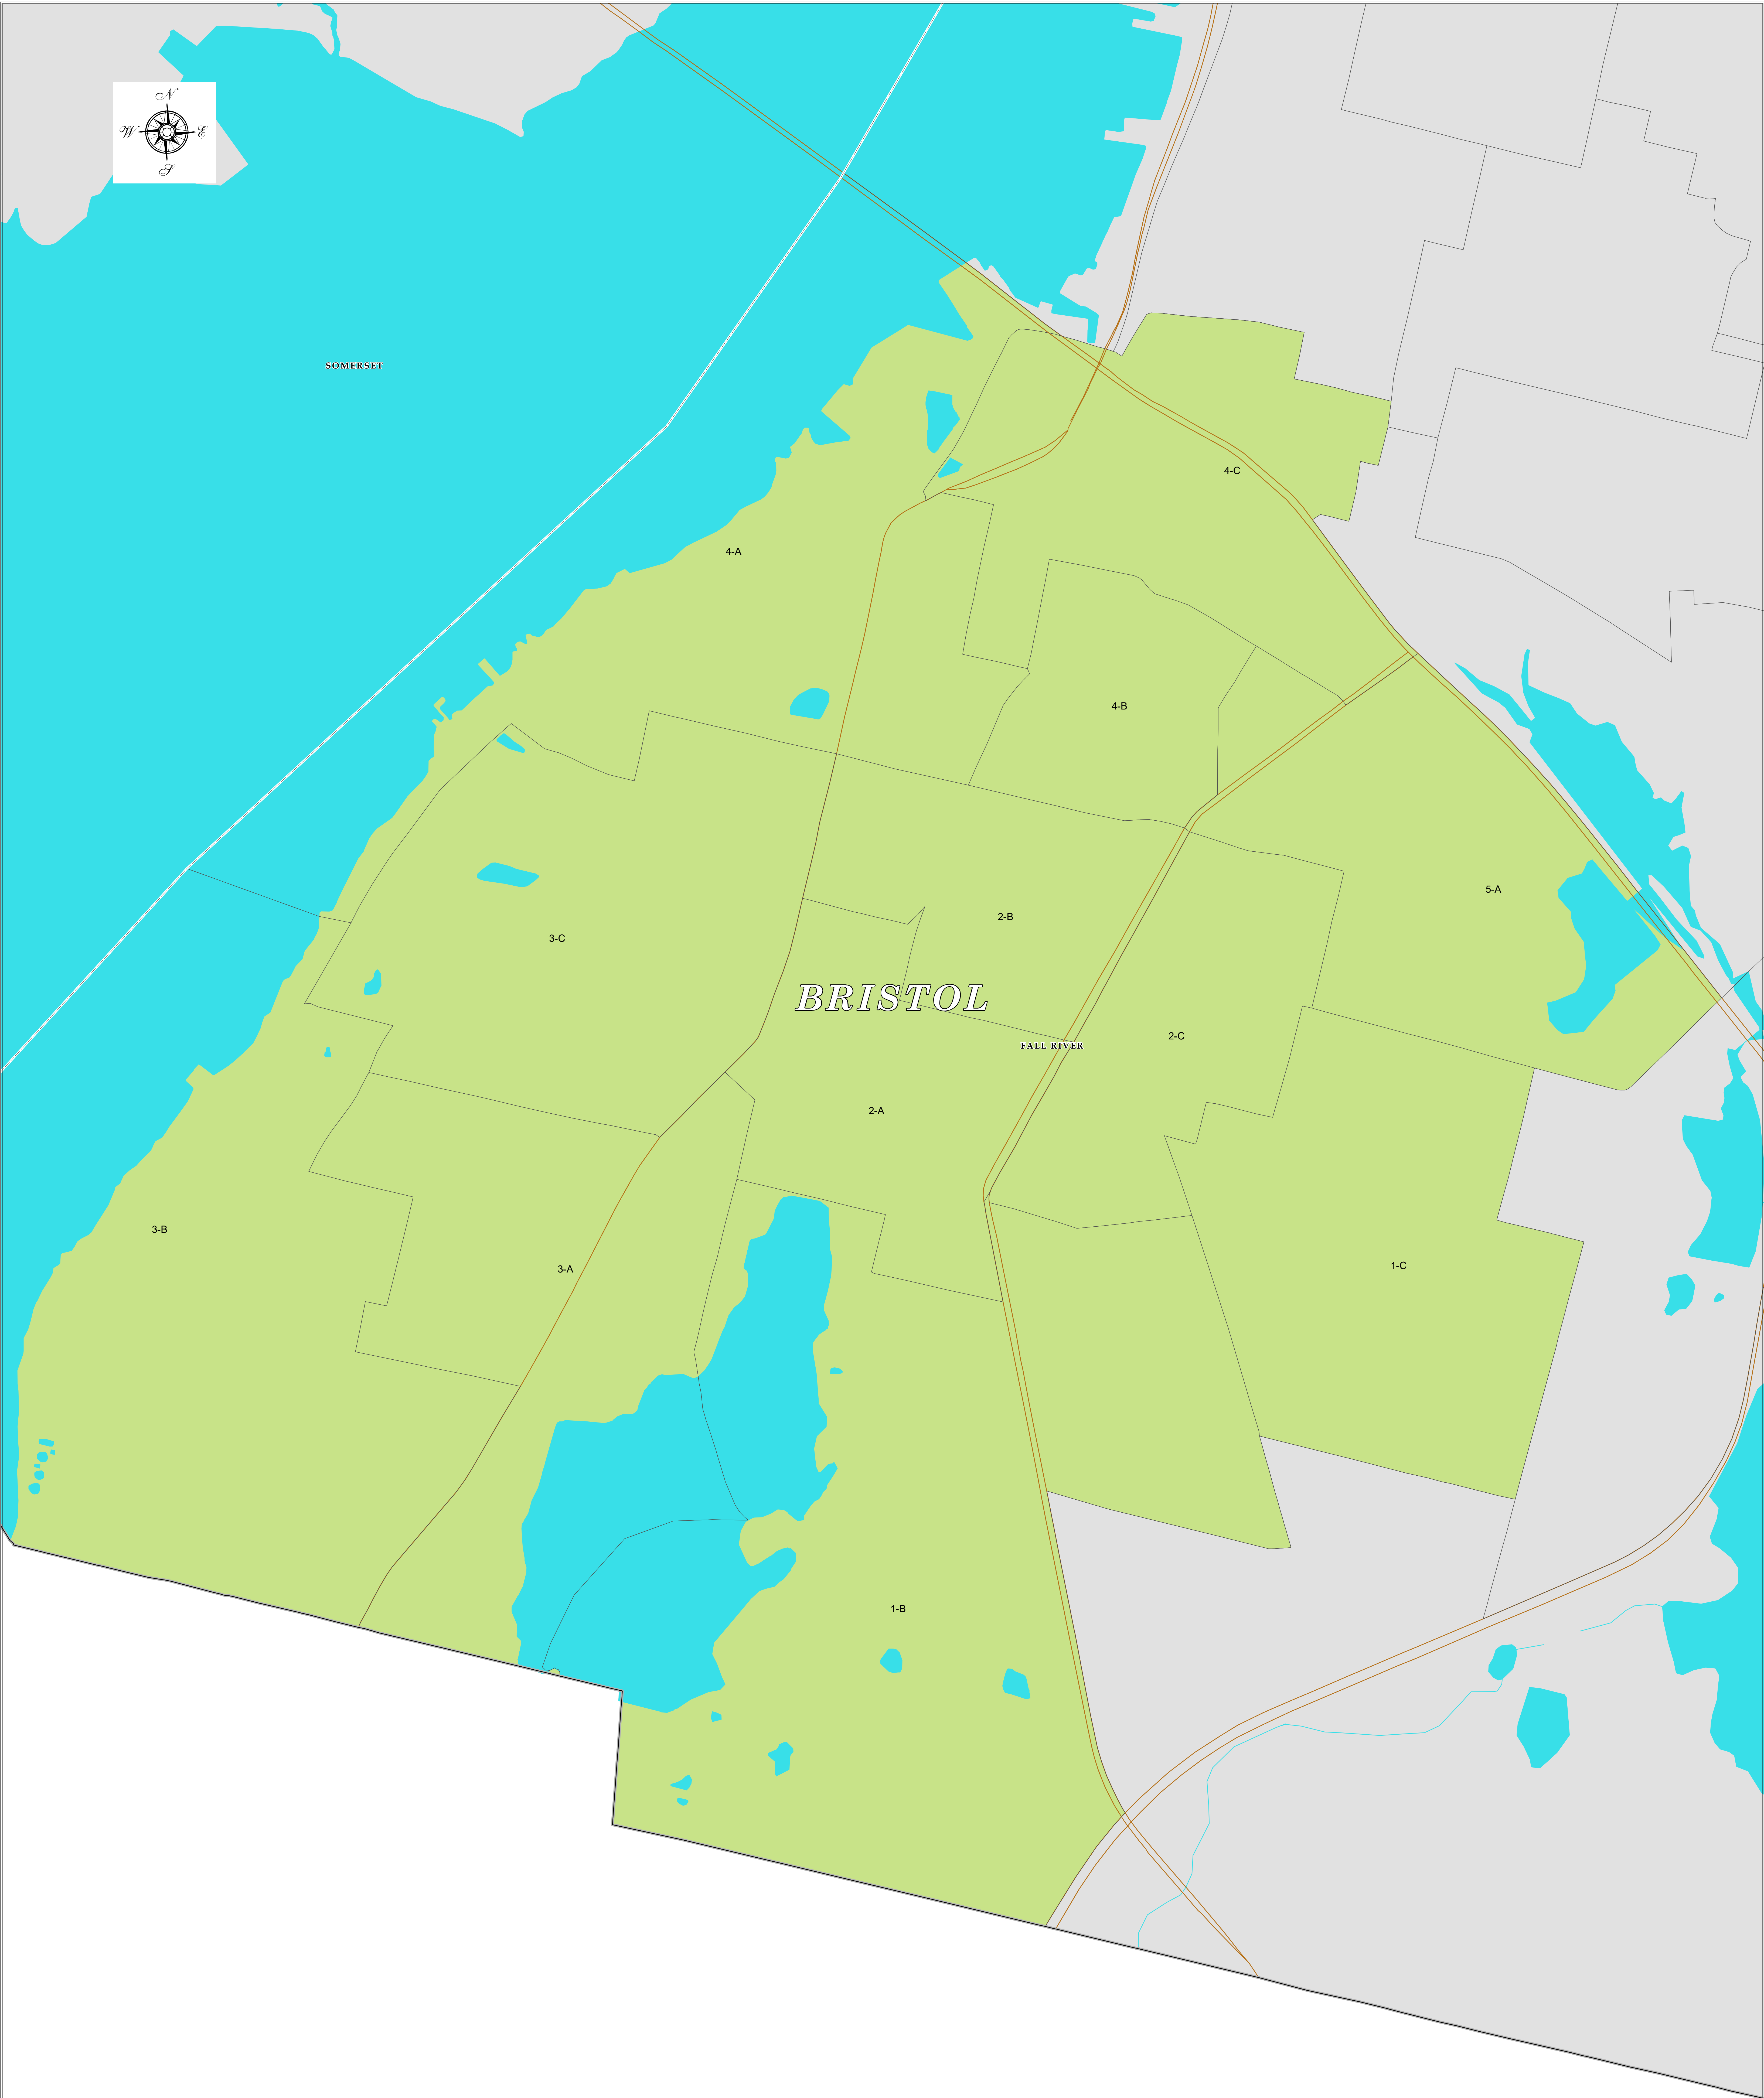 N
W E
S
SOMERSET
4-C
4-A
4-B
5-A
2-B
3-C
BRISTOL
2-C
FALL RIVER
2-A
3-B
1-C
3-A
1-B